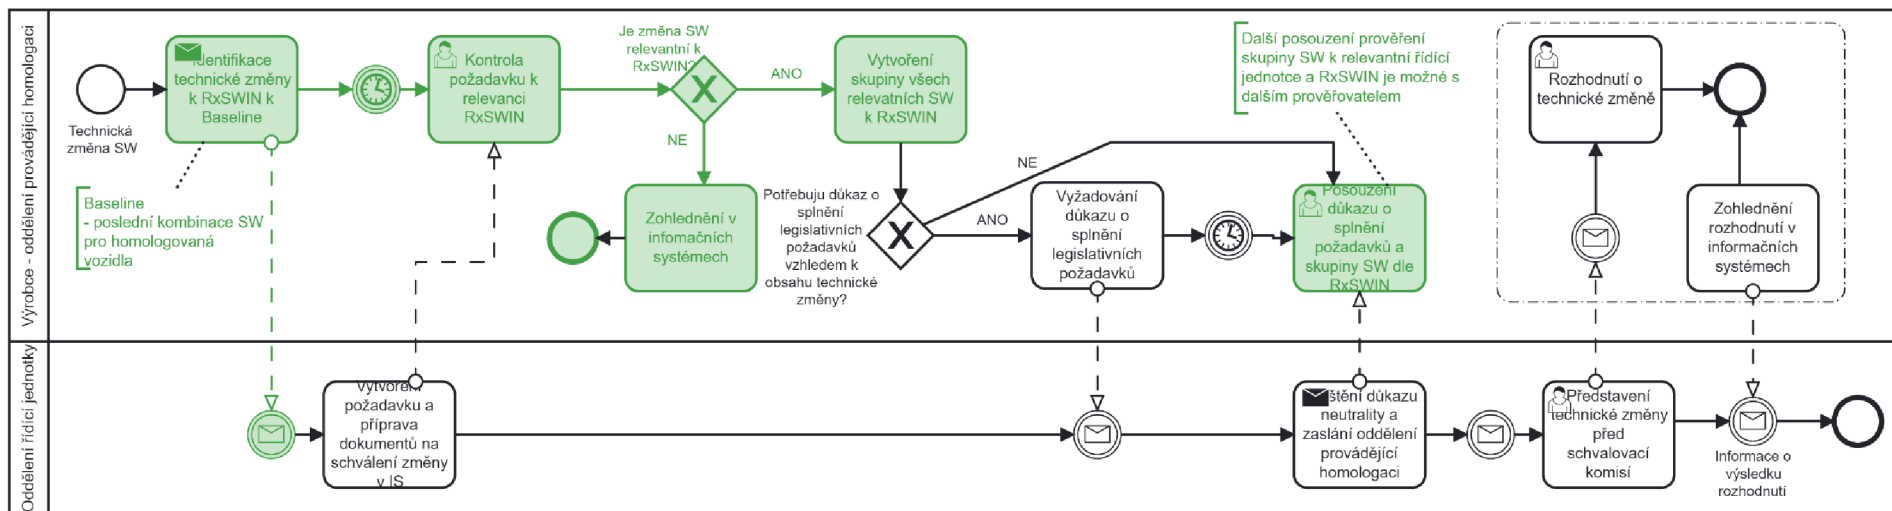 Výrobce - oddělení provádějící homologaci
Technická
změna SW
Identifikace
technické změny
k RxSWIN k
Baseline
Baseline
- poslední kombinace SW
pro homologovaná
vozidla
Kontrola
požadavku k
relevanci
RxSWIN
Je změna SW
relevantní k
RxSWIN?
ANO
NE
Vytvoření
skupiny všech
relevatních SW
k RxSWIN
Zohlednění v
infomačních
systémech
Potřebuju důkaz o
splnění
legislativních
požadavků
vzhledem k
obsahu technické
změny?
NE
ANO
Vyžadování
důkazu o
splnění
legislativních
požadavků
Další posouzení prověření
skupiny SW k relevantní řídící
jednotce a RxSWIN je možné s
dalším prověřovatelem
Posouzení
důkazu o
splnění
požadavků a
skupiny SW dle
RxSWIN
Rozhodnutí o
technické změně
Zohlednění
rozhodnutí v
informačních
systémech
Oddělení řídící jednotky
Vytvoření
požadavku a
příprava
dokumentů na
schválení změny
v IS
důkazu
neutrality a
zaslání oddělení
provádějící
homologaci
Představení
technické změny
před
schvalovací
komisí
Informace o
výsledku
rozhodnutí